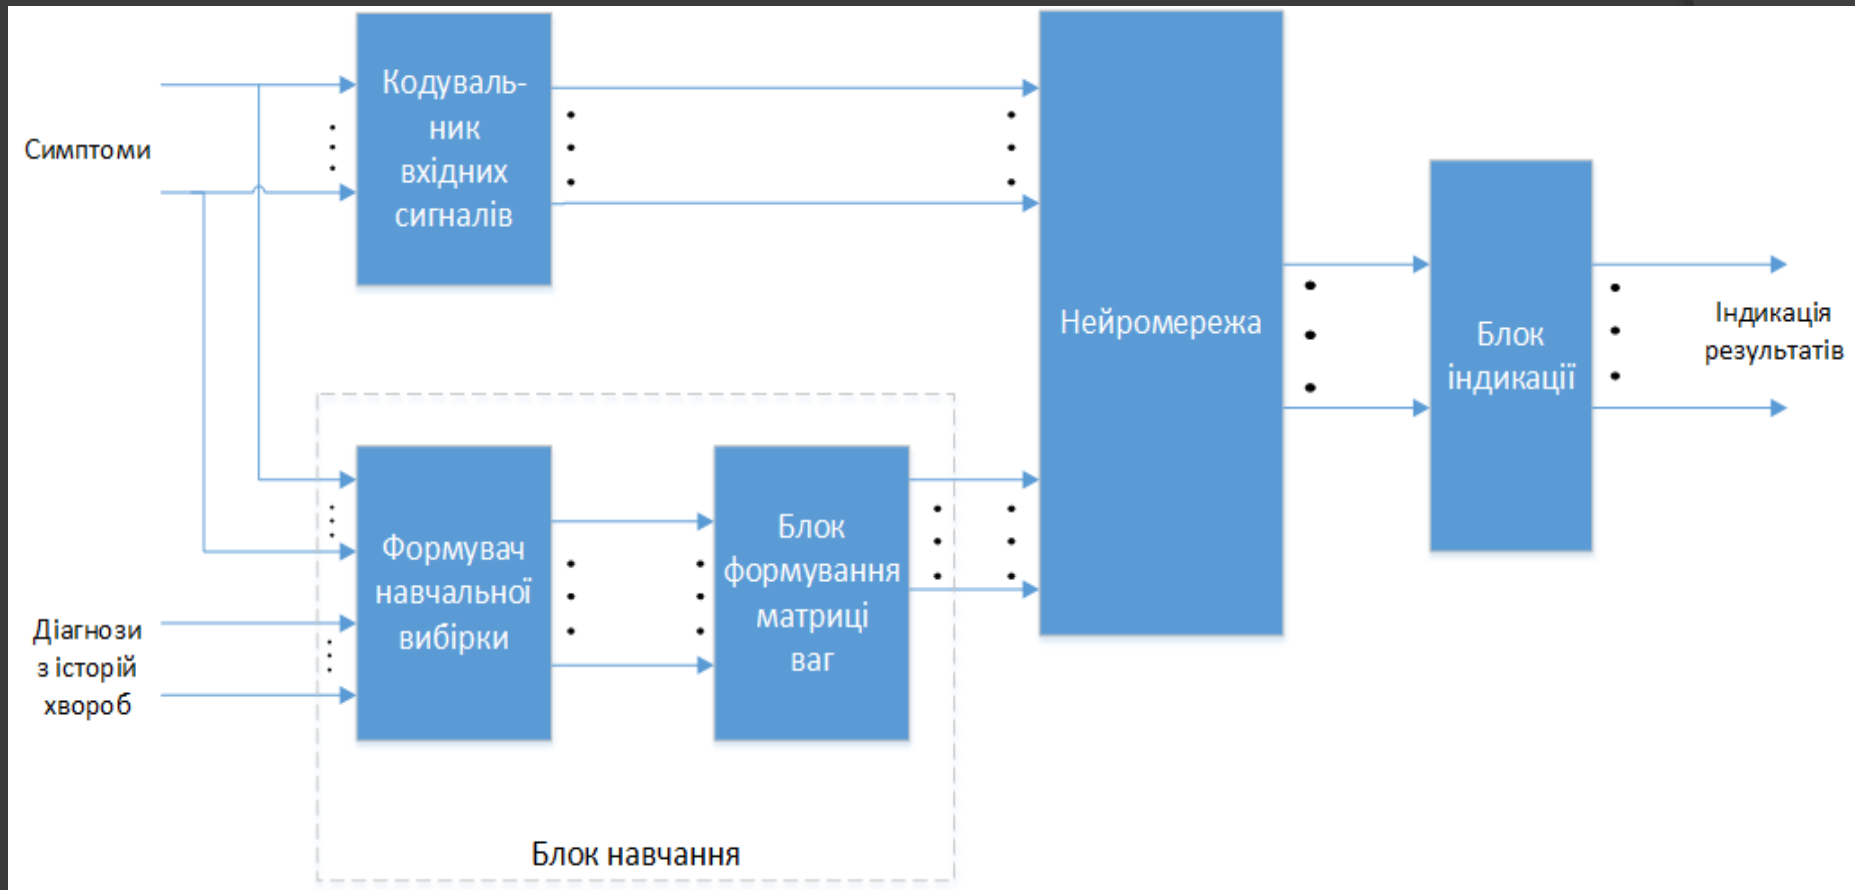 Симптоми
Кодуваль-
ник
вхідних
сигналів
Нейромережа
Блок
індикації
Індикація
результатів
Діагнози
з історій
хвороб
Формувач
навчальної
вибірки
Блок
формування
матриці
ваг
Блок навчання